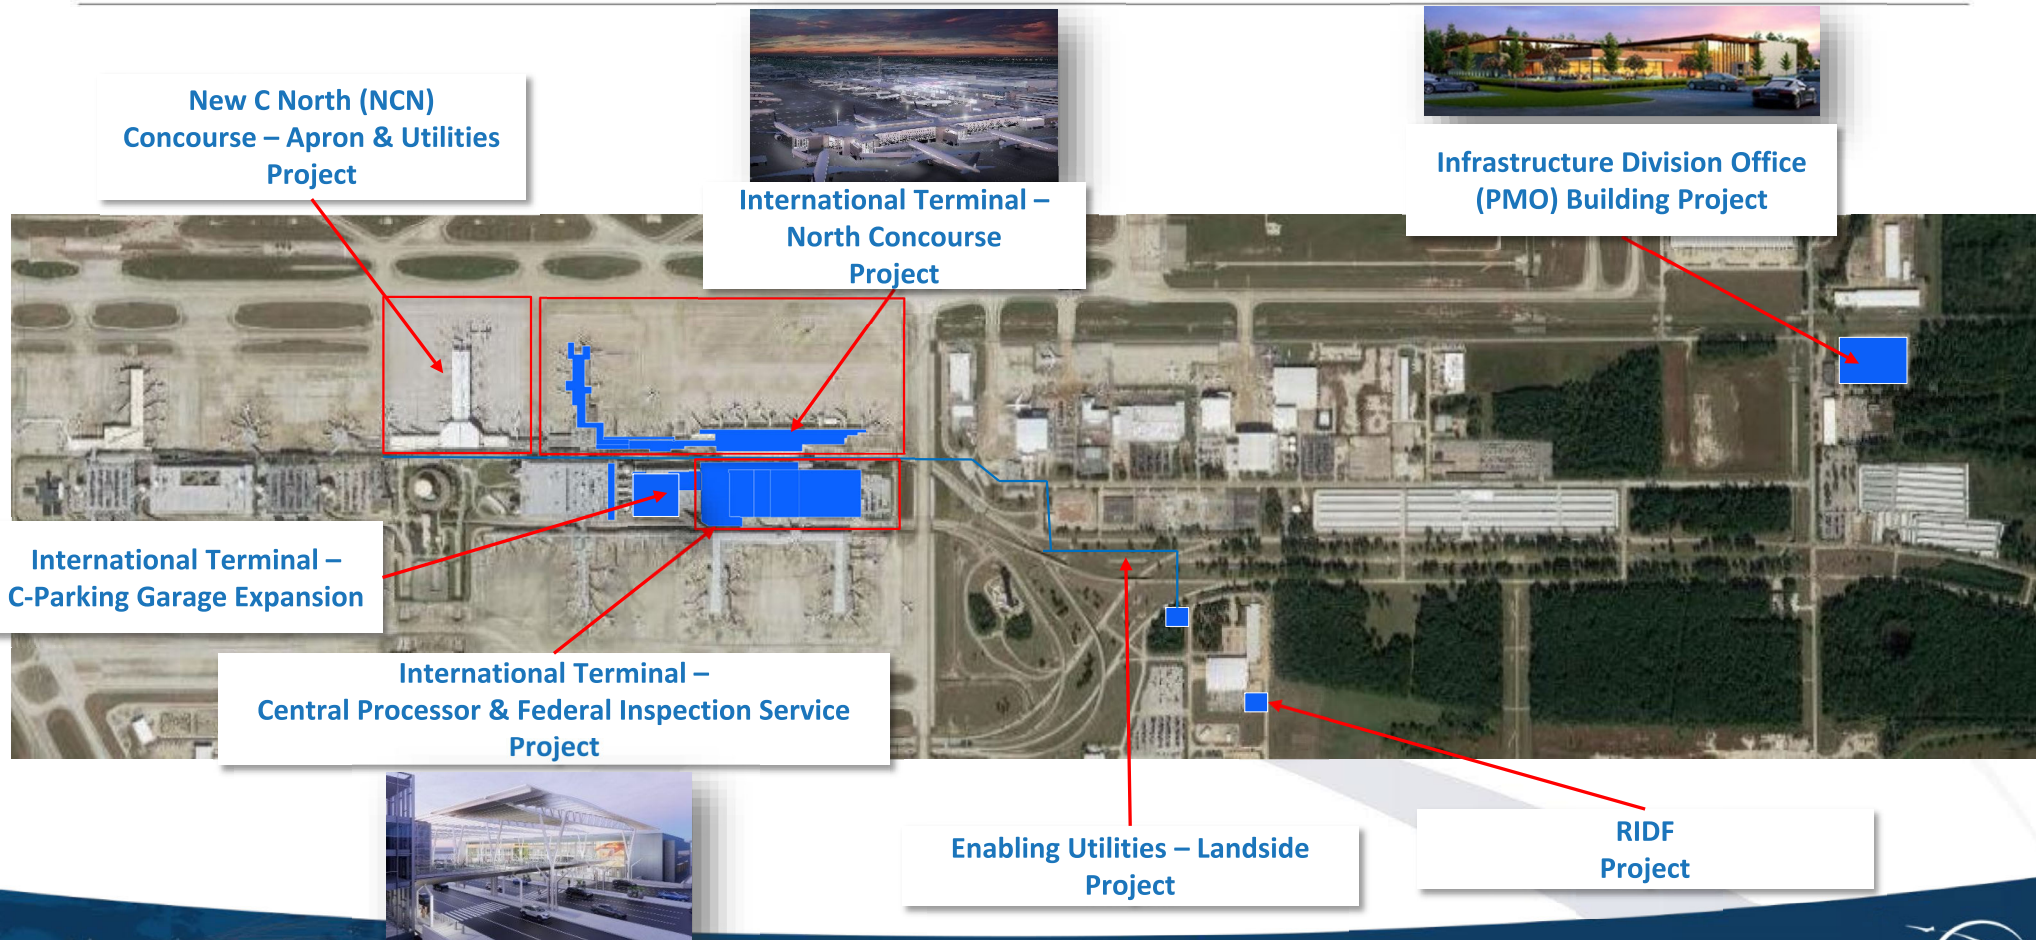 New C North (NCN)
Concourse – Apron & Utilities
Project
International Terminal –
North Concourse
Project
Infrastructure Division Office
(PMO) Building Project
International Terminal –
C-Parking Garage Expansion
International Terminal –
Central Processor & Federal Inspection Service
Project
Enabling Utilities – Landside
Project
RIDF
Project